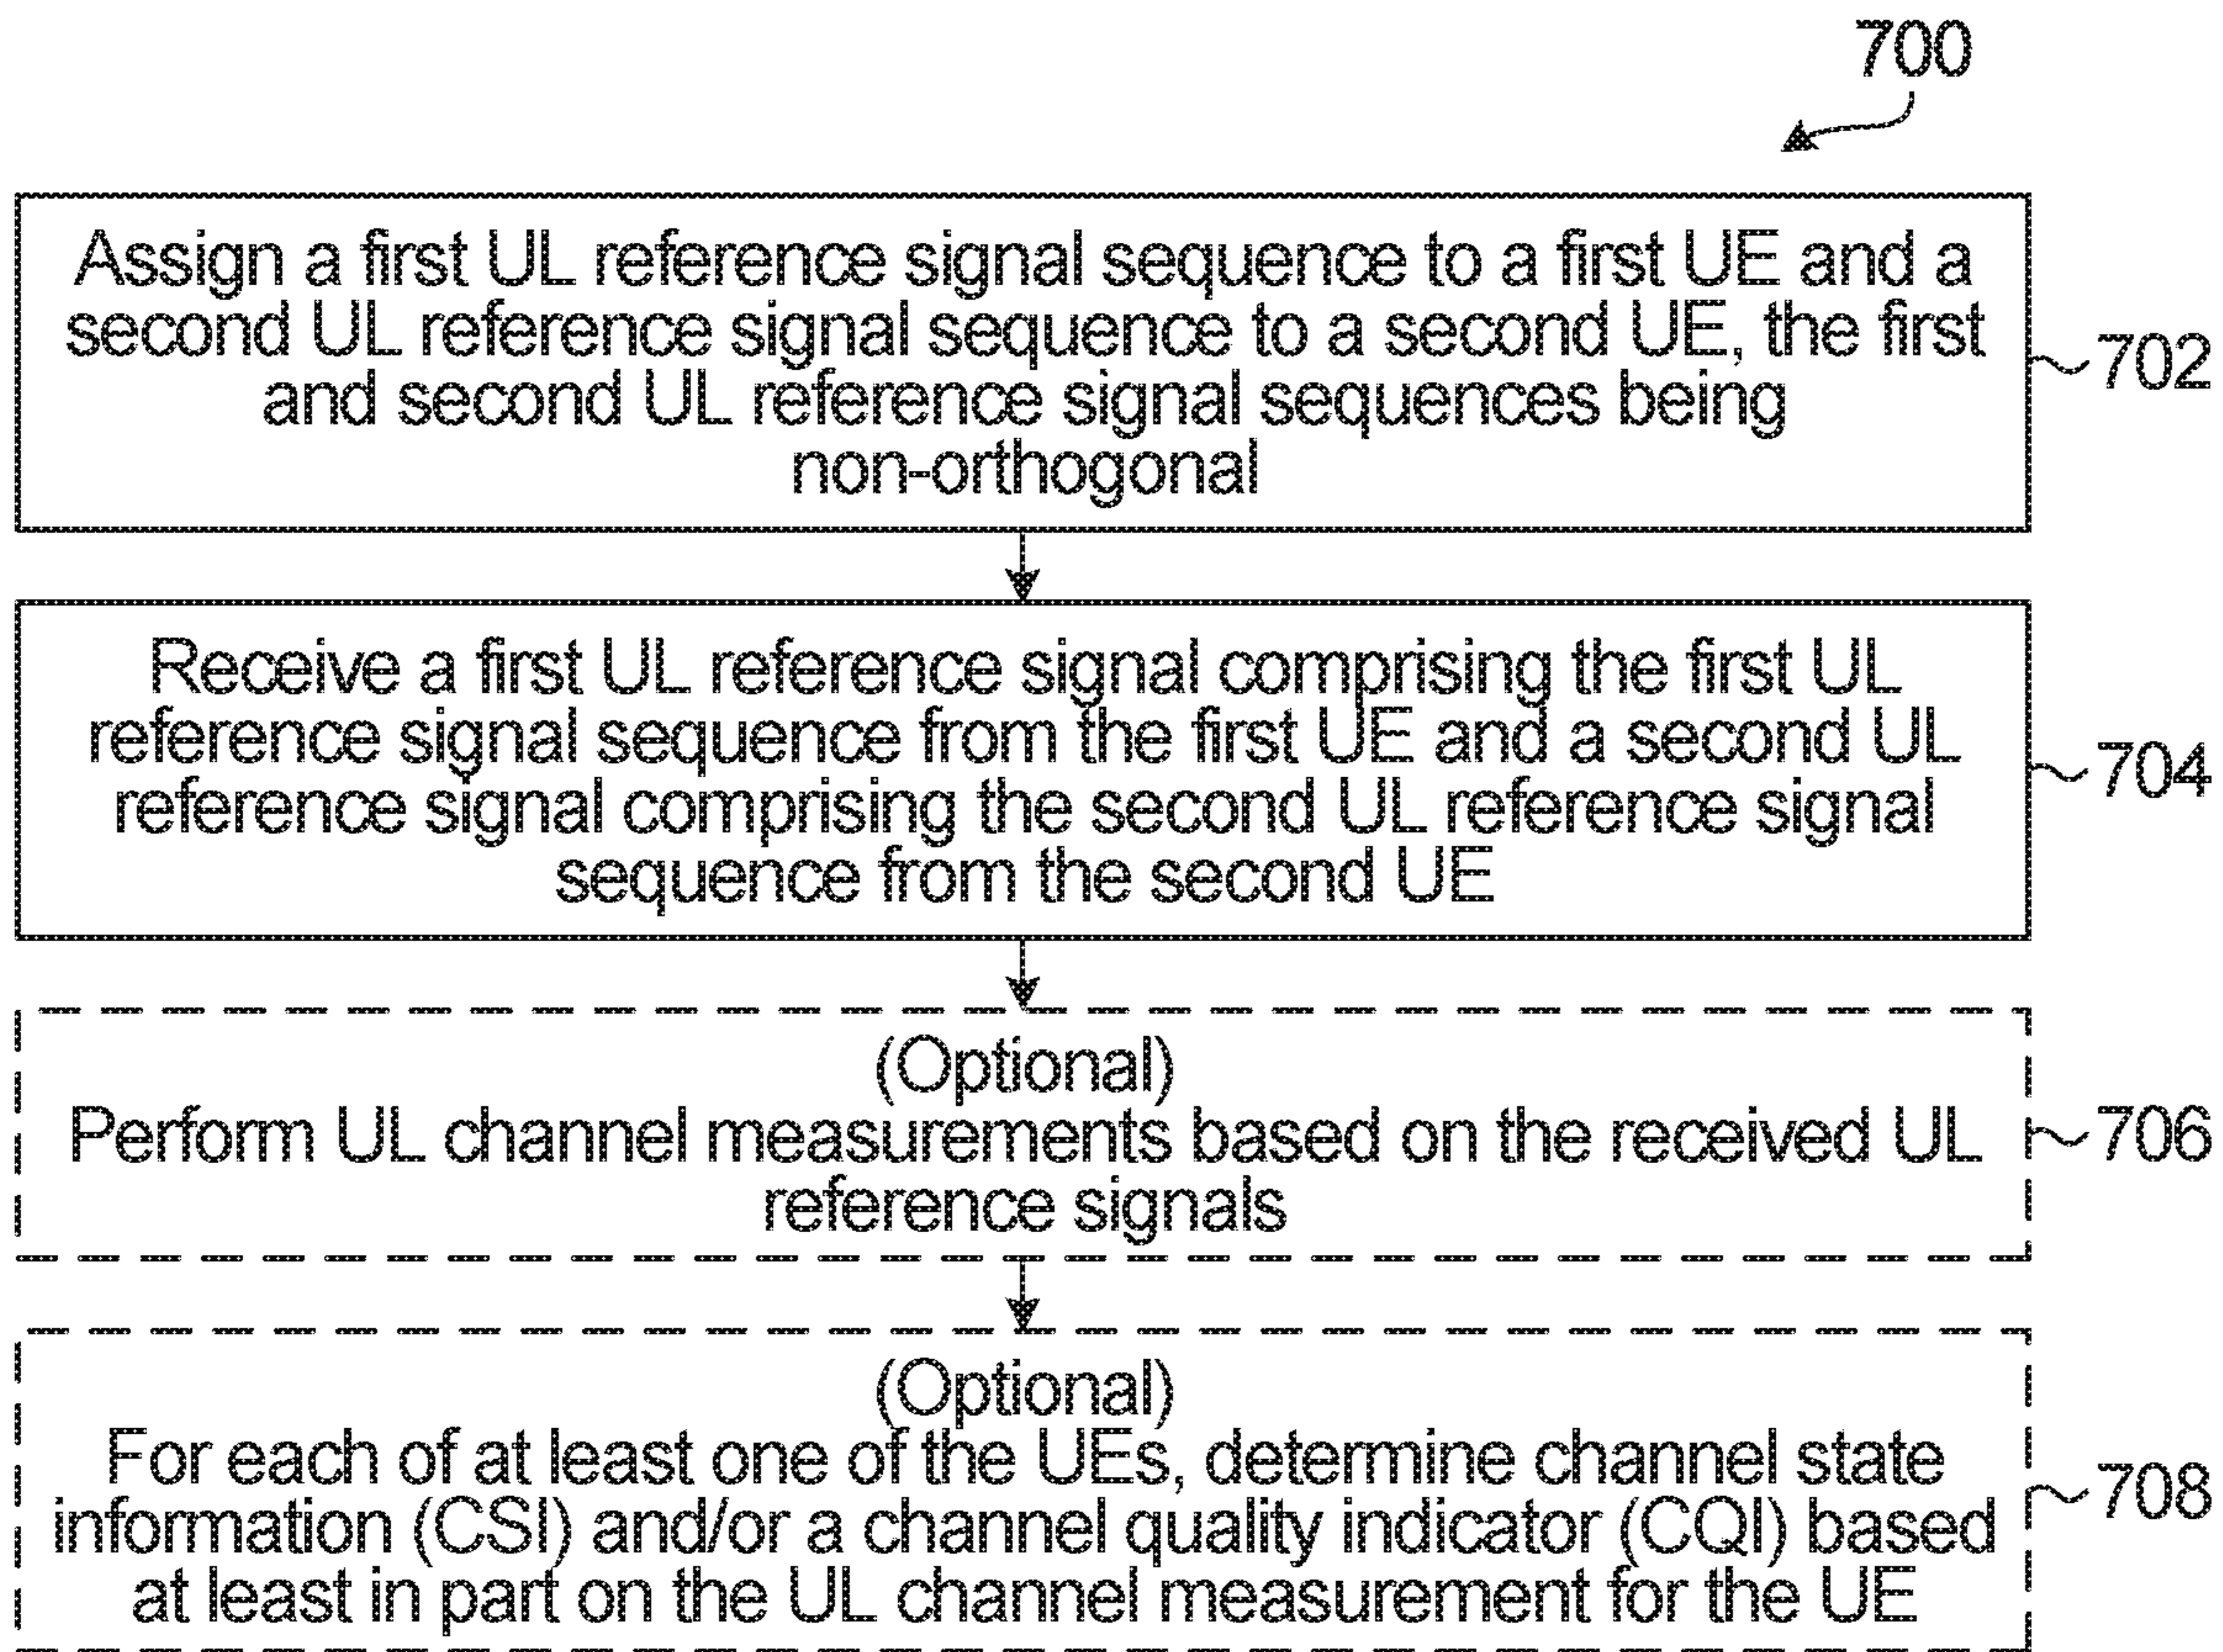 700
Assign a first UL reference signal sequence to a first UE and a
second UL reference signal sequence to a second UE, the first
and second UL reference signal sequences being
non-orthogonal
702
Receive a first UL reference signal comprising the first UL
reference signal sequence from the first UE and a second UL
reference signal comprising the second UL reference signal
sequence from the second UE
704
(Optional)
Perform UL channel measurements based on the received UL
reference signals
706
(Optional)
For each of at least one of the UEs, determine channel state
information (CSI) and/or a channel quality indicator (CQI) based
at least in part on the UL channel measurement for the UE
708